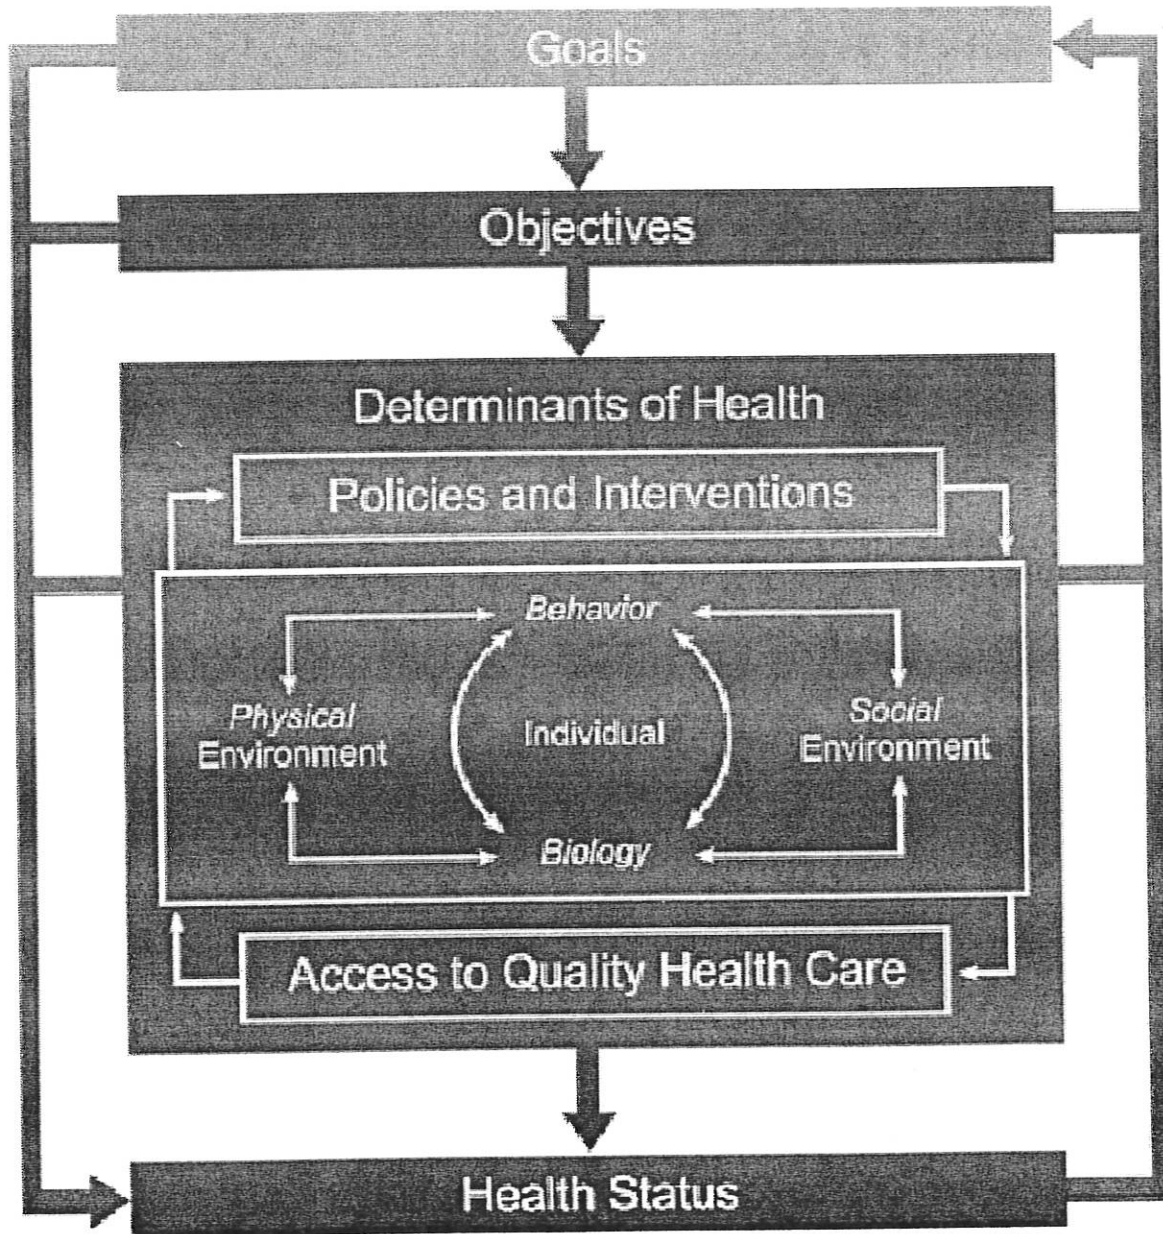 Goals
Objectives
Determinants of Health
Policies and Interventions
Behavior
Physical
Environment
Individual
Social
Environment
Biology
Access to Quality Health Care
Health Status